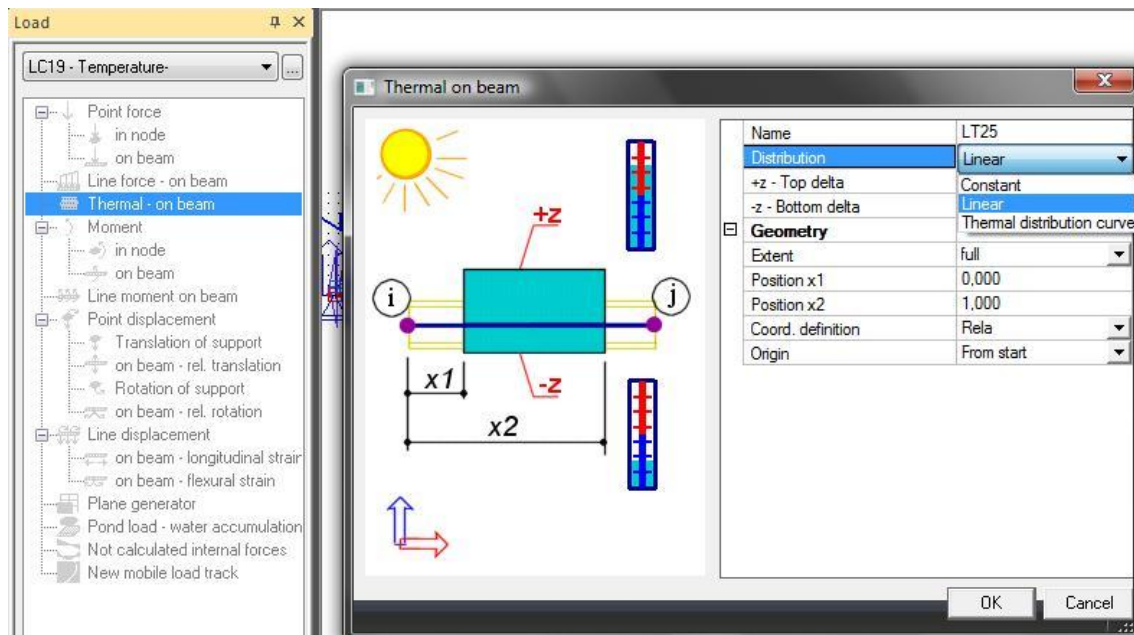 Load
LC19 - Temperature-
...
Point force
in node
on beam
Line force - on beam
Thermal - on beam
Moment
in node
on beam
Line moment on beam
Point displacement
Translation of support
on beam - rel. translation
Rotation of support
on beam - rel. rotation
Line displacement
on beam - longitudinal strain
on beam - flexural strain
Plane generator
Pond load - water accumulation
Not calculated internal forces
New mobile load track
Thermal on beam
+z
i
j
x1
-z
x2
Name LT25
Distribution Linear
+z - Top delta Constant
Linear
-z - Bottom delta
Thermal distribution curve
Geometry
Extent full
Position x1 0,000
Position x2 1,000
Coord. definition Rela
Origin From start
OK Cancel